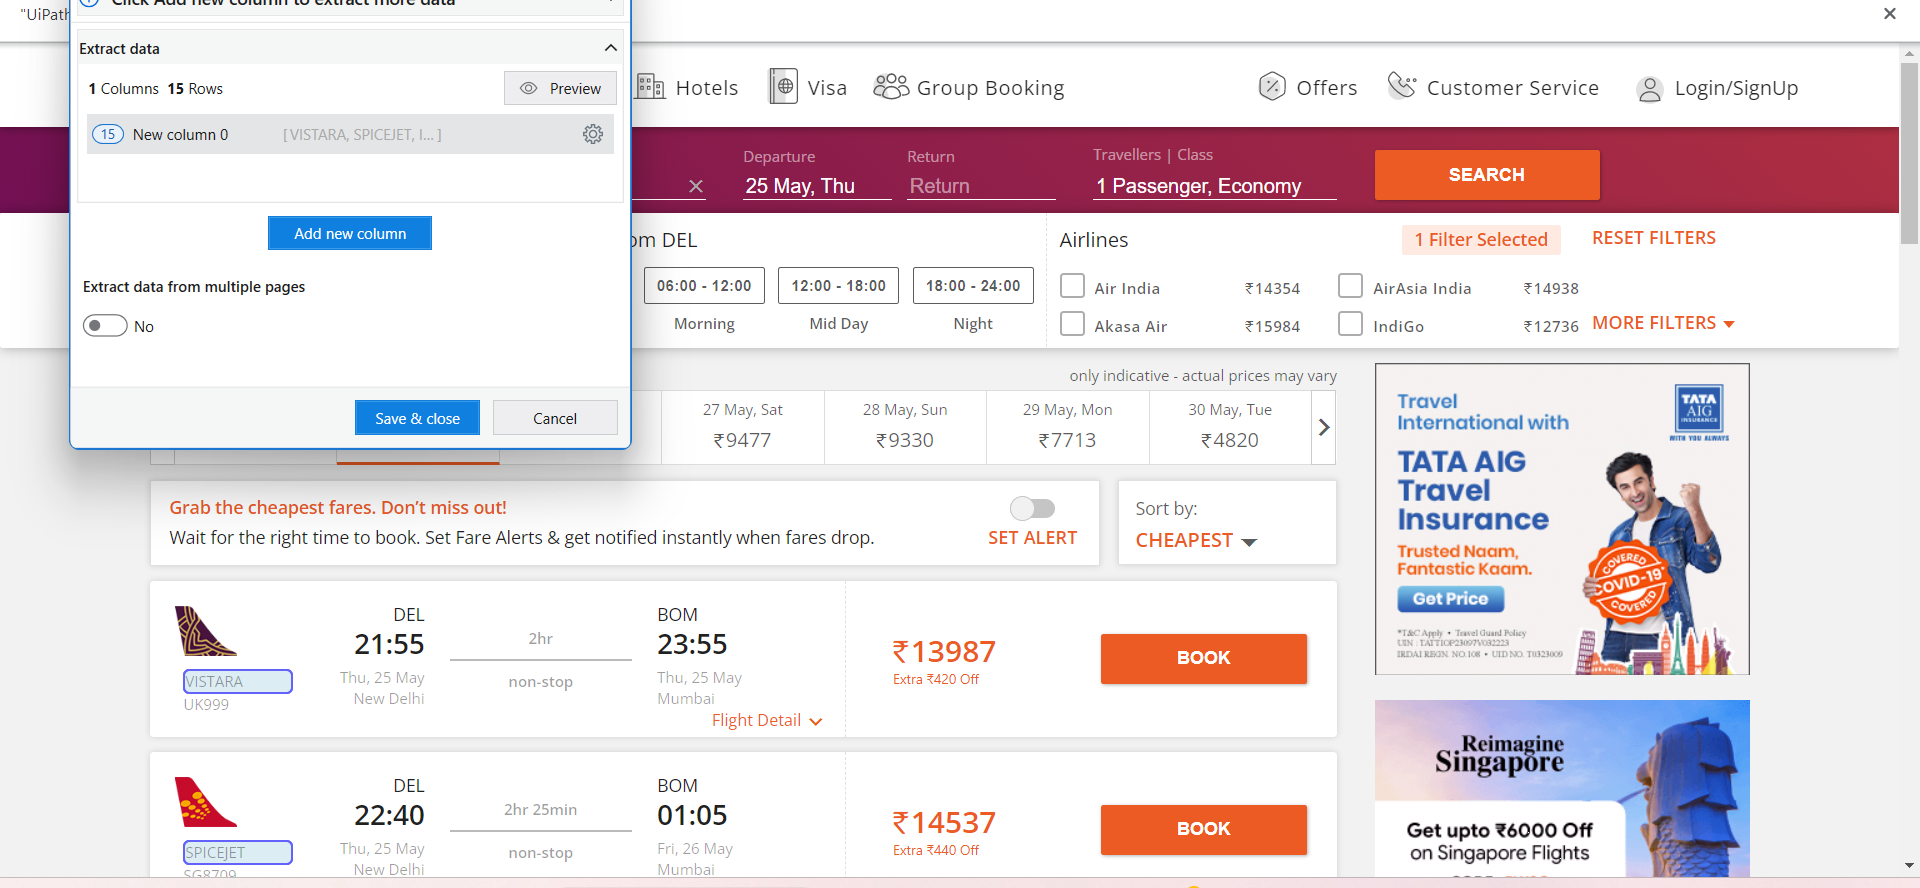 "UiPath
Click Add new column to extract more data
Extract data
1 Columns 15 Rows
Preview
15 New column 0 [ VISTARA, SPICEJET, I... ]
Add new column
Extract data from multiple pages
No
Save & close
Cancel
Hotels
Visa
Group Booking
Offers
Customer Service
Login/SignUp
Departure
25 May, Thu
Return
Return
Travellers | Class
1 Passenger, Economy
SEARCH
om DEL
06:00 - 12:00
Morning
12:00 - 18:00
Mid Day
18:00 - 24:00
Night
Airlines
1 Filter Selected
RESET FILTERS
Air India ₹14354
AirAsia India ₹14938
Akasa Air ₹15984
IndiGo ₹12736
MORE FILTERS
only indicative - actual prices may vary
27 May, Sat
₹9477
28 May, Sun
₹9330
29 May, Mon
₹7713
30 May, Tue
₹4820
Grab the cheapest fares. Don’t miss out!
Wait for the right time to book. Set Fare Alerts & get notified instantly when fares drop.
SET ALERT
Sort by:
CHEAPEST
VISTARA
UK999
DEL
21:55
Thu, 25 May
New Delhi
2hr
non-stop
BOM
23:55
Thu, 25 May
Mumbai
Flight Detail
₹13987
Extra ₹420 Off
BOOK
SPICEJET
SG8709
DEL
22:40
Thu, 25 May
New Delhi
2hr 25min
non-stop
BOM
01:05
Fri, 26 May
Mumbai
₹14537
Extra ₹440 Off
BOOK
Travel
International with
TATA
AIG
INSURANCE
WITH YOU ALWAYS
TATA AIG
Travel
Insurance
Trusted Naam,
Fantastic Kaam.
Get Price
COVERED
COVID-19*
COVERED
*T&C Apply • Travel Guard Policy
UIN : TATTIOP23097V032223
IRDAI REGN. NO.108 • UID NO. T0323009
Reimagine
Singapore
Get upto ₹6000 Off
on Singapore Flights